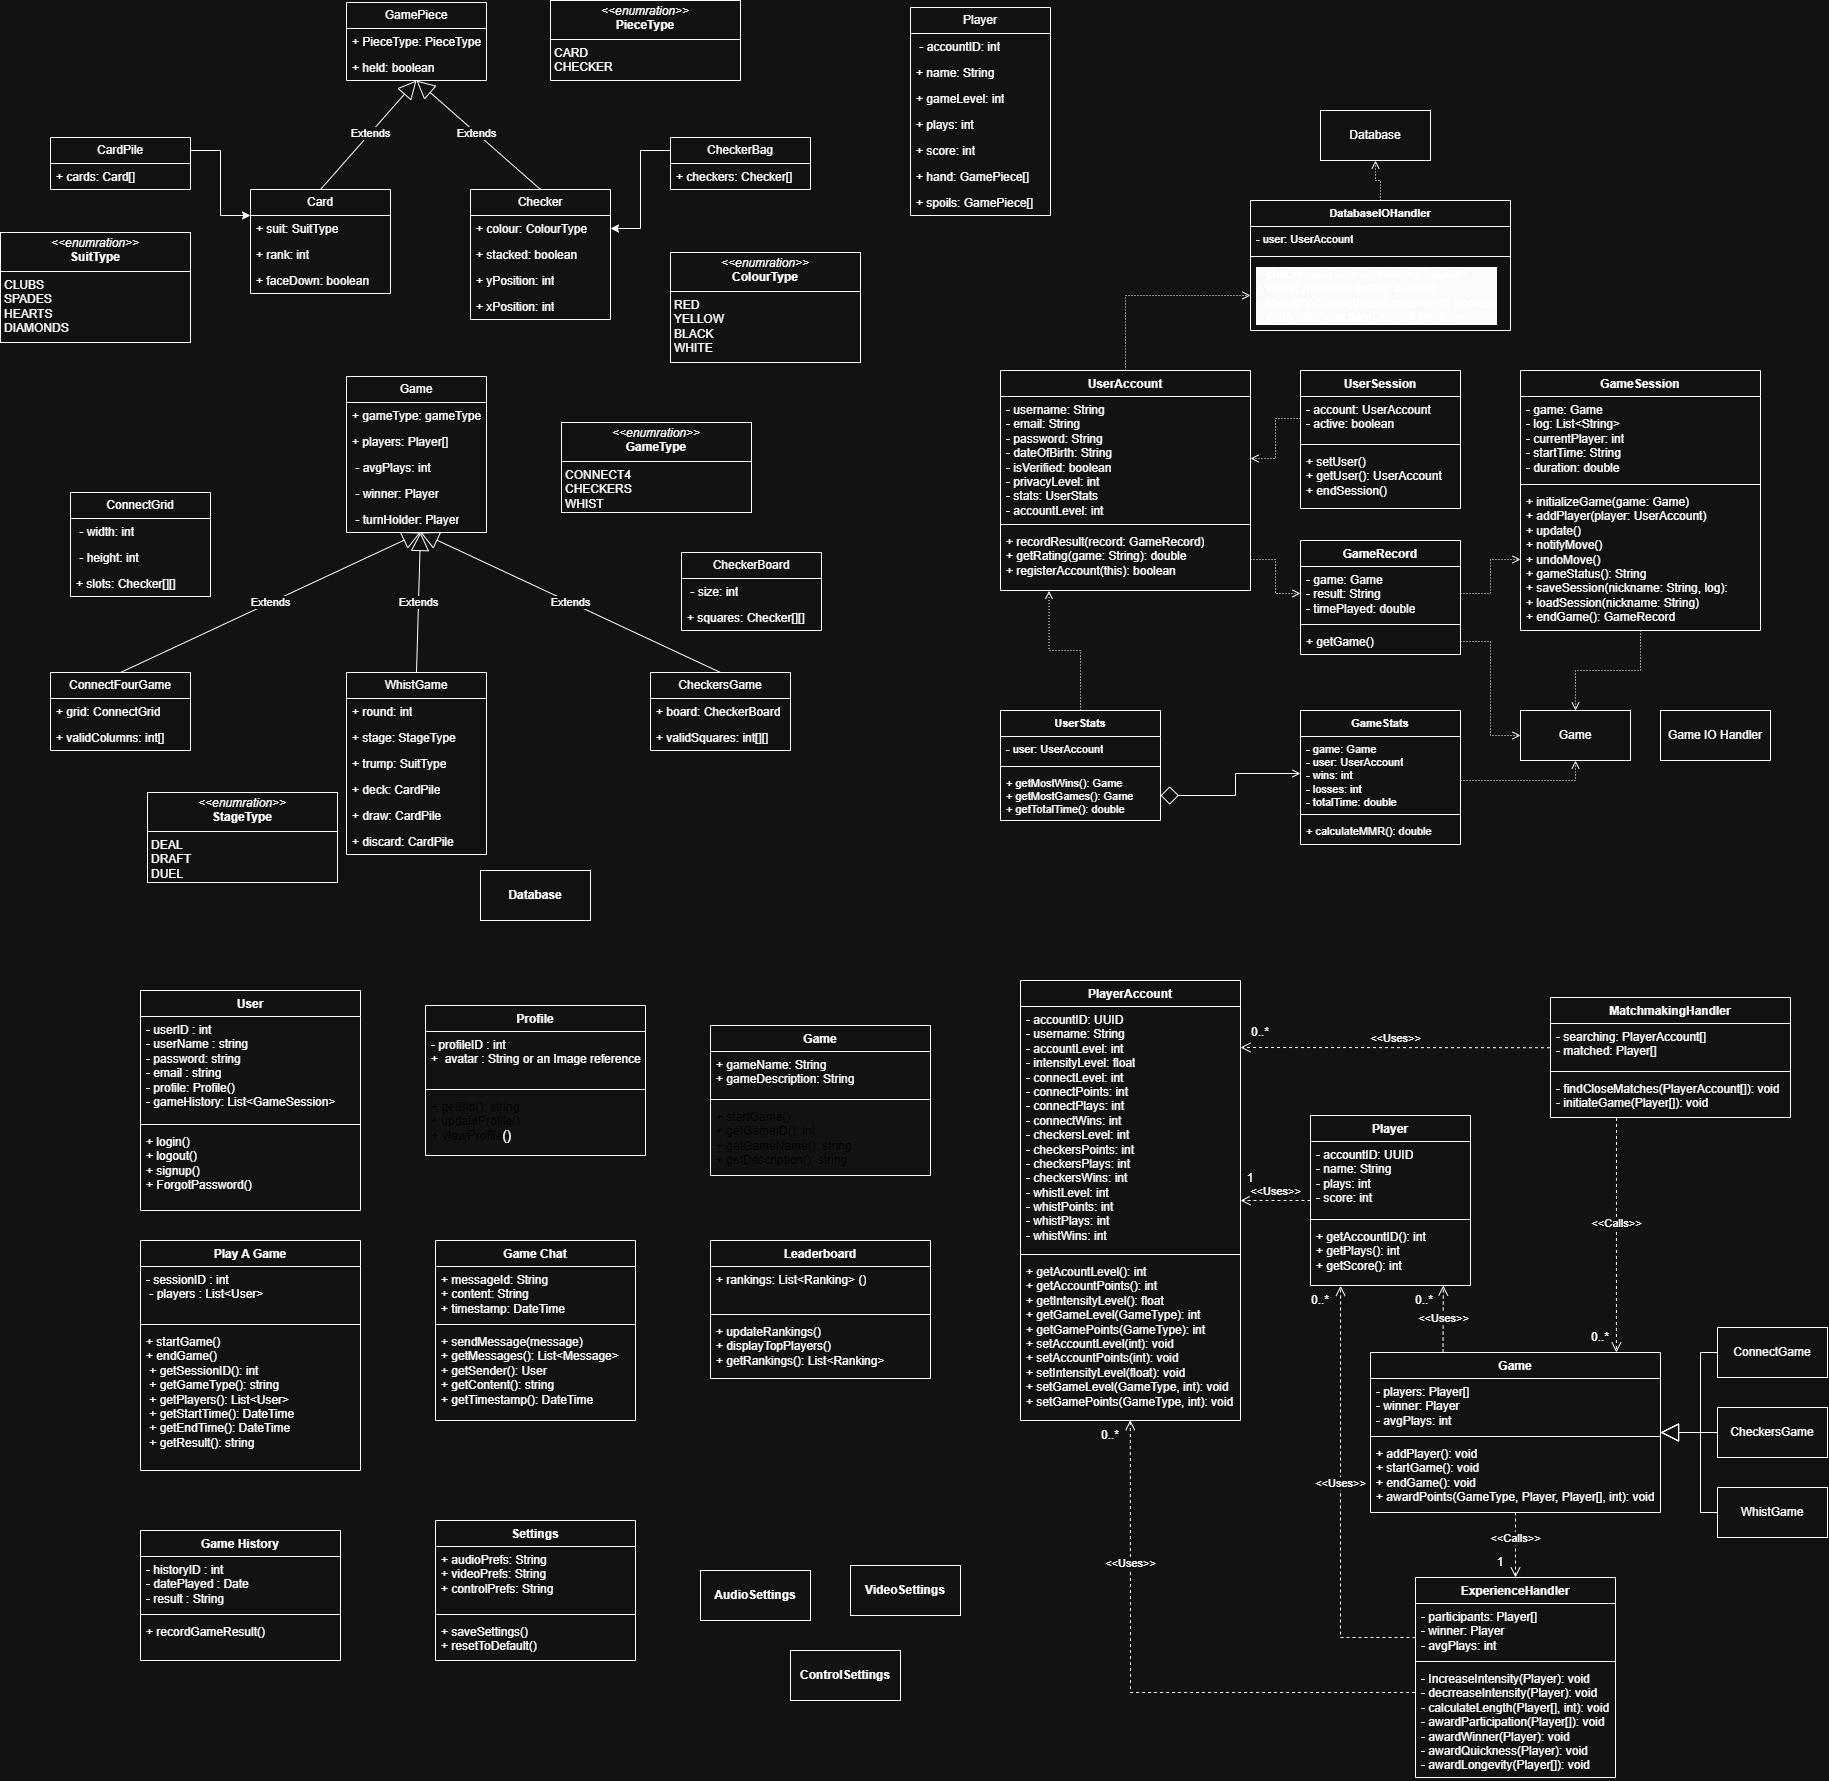 GamePiece
+ PieceType: PieceType
+ held: boolean
<<enumration>>
PieceType
CARD
CHECKER
Extends
Extends
CardPile
+ cards: Card[]
CheckerBag
+ checkers: Checker[]
Card
+ suit: SuitType
+ rank: int
+ faceDown: boolean
Checker
+ colour: ColourType
+ stacked: boolean
+ yPosition: int
+ xPosition: int
<<enumration>>
SuitType
CLUBS
SPADES
HEARTS
DIAMONDS
<<enumration>>
ColourType
RED
YELLOW
BLACK
WHITE
Player
- accountID: int
+ name: String
+ gameLevel: int
+ plays: int
+ score: int
+ hand: GamePiece[]
+ spoils: GamePiece[]
Game
+ gameType: gameType
+ players: Player[]
- avgPlays: int
- winner: Player
- turnHolder: Player
<<enumration>>
GameType
CONNECT4
CHECKERS
WHIST
ConnectGrid
- width: int
- height: int
+ slots: Checker[][]
CheckerBoard
- size: int
+ squares: Checker[][]
Extends
Extends
Extends
ConnectFourGame
+ grid: ConnectGrid
+ validColumns: int[]
WhistGame
+ round: int
+ stage: StageType
+ trump: SuitType
+ deck: CardPile
+ draw: CardPile
+ discard: CardPile
CheckersGame
+ board: CheckerBoard
+ validSquares: int[][]
<<enumration>>
StageType
DEAL
DRAFT
DUEL
Database
Database
DatabaseIOHandler
- user: UserAccount
UserAccount
- username: String
- email: String
- password: String
- dateOfBirth: String
- isVerified: boolean
- privacyLevel: int
- stats: UserStats
- accountLevel: int
+ recordResult(record: GameRecord)
+ getRating(game: String): double
+ registerAccount(this): boolean
UserSession
- account: UserAccount
- active: boolean
+ setUser()
+ getUser(): UserAccount
+ endSession()
GameSession
- game: Game
- log: List<String>
- currentPlayer: int
- startTime: String
- duration: double
+ initializeGame(game: Game)
+ addPlayer(player: UserAccount)
+ update()
+ notifyMove()
+ undoMove()
+ gameStatus(): String
+ saveSession(nickname: String, log):
+ loadSession(nickname: String)
+ endGame(): GameRecord
GameRecord
- game: Game
- result: String
- timePlayed: double
+ getGame()
UserStats
- user: UserAccount
+ getMostWins(): Game
+ getMostGames(): Game
+ getTotalTime(): double
GameStats
- game: Game
- user: UserAccount
- wins: int
- losses: int
- totalTime: double
+ calculateMMR(): double
Game
Game IO Handler
User
- userID : int
- userName : string
- password: string
- email : string
- profile: Profile()
- gameHistory: List<GameSession>
+ login()
+ logout()
+ signup()
+ ForgotPassword()
Profile
- profileID : int
+  avatar : String or an Image reference
+ getBio(): string
+ updateProfile()
+ viewProfile()
Game
+ gameName: String
+ gameDescription: String
+ startGame()
+ getGameID(): int
+ getGameName(): string
+ getDescription(): string
Play A Game
- sessionID : int
- players : List<User>
+ startGame()
+ endGame()
+ getSessionID(): int
+ getGameType(): string
+ getPlayers(): List<User>
+ getStartTime(): DateTime
+ getEndTime(): DateTime
+ getResult(): string
Game Chat
+ messageId: String
+ content: String
+ timestamp: DateTime
+ sendMessage(message)
+ getMessages(): List<Message>
+ getSender(): User
+ getContent(): string
+ getTimestamp(): DateTime
Leaderboard
+ rankings: List<Ranking> ()
+ updateRankings()
+ displayTopPlayers()
+ getRankings(): List<Ranking>
Game History
- historyID : int
- datePlayed : Date
- result : String
+ recordGameResult()
Settings
+ audioPrefs: String
+ videoPrefs: String
+ controlPrefs: String
+ saveSettings()
+ resetToDefault()
AudioSettings
VideoSettings
ControlSettings
PlayerAccount
- accountID: UUID
- username: String
- accountLevel: int
- intensityLevel: float
- connectLevel: int
- connectPoints: int
- connectPlays: int
- connectWins: int
- checkersLevel: int
- checkersPoints: int
- checkersPlays: int
- checkersWins: int
- whistLevel: int
- whistPoints: int
- whistPlays: int
- whistWins: int
+ getAcountLevel(): int
+ getAccountPoints(): int
+ getIntensityLevel(): float
+ getGameLevel(GameType): int
+ getGamePoints(GameType): int
+ setAccountLevel(int): void
+ setAccountPoints(int): void
+ setIntensityLevel(float): void
+ setGameLevel(GameType, int): void
+ setGamePoints(GameType, int): void
0..*
<<Uses>>
MatchmakingHandler
- searching: PlayerAccount[]
- matched: Player[]
- findCloseMatches(PlayerAccount[]): void
- initiateGame(Player[]): void
Player
- accountID: UUID
- name: String
- plays: int
- score: int
+ getAccountID(): int
+ getPlays(): int
+ getScore(): int
1
<<Uses>>
<<Calls>>
0..*
0..*
<<Uses>>
0..*
Game
- players: Player[]
- winner: Player
- avgPlays: int
+ addPlayer(): void
+ startGame(): void
+ endGame(): void
+ awardPoints(GameType, Player, Player[], int): void
ConnectGame
CheckersGame
WhistGame
0..*
<<Uses>>
<<Calls>>
1
<<Uses>>
ExperienceHandler
- participants: Player[]
- winner: Player
- avgPlays: int
- IncreaseIntensity(Player): void
- decrreaseIntensity(Player): void
- calculateLength(Player[], int): void
- awardParticipation(Player[]): void
- awardWinner(Player): void
- awardQuickness(Player): void
- awardLongevity(Player[]): void